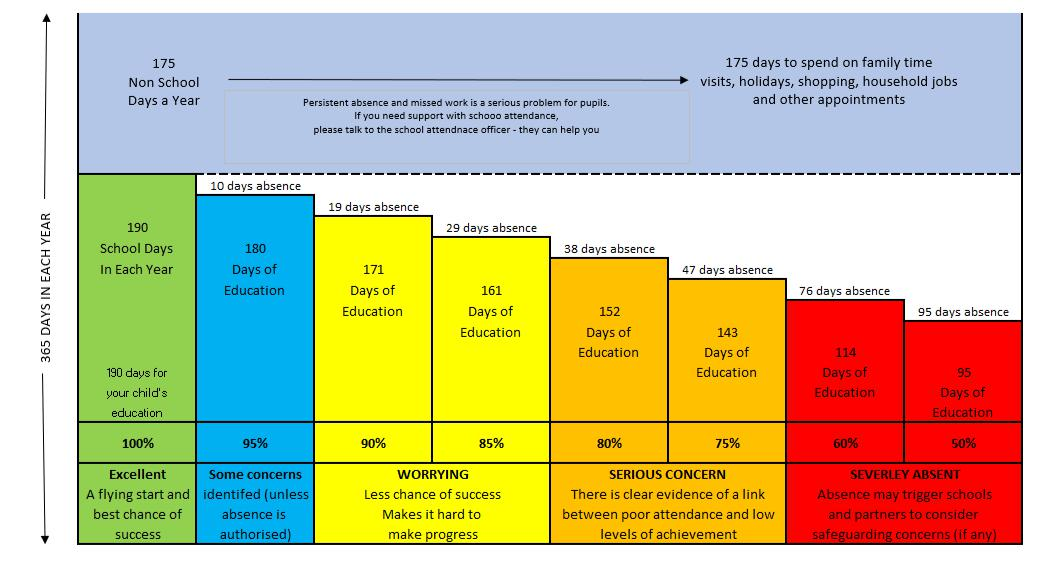 365 DAYS IN EACH YEAR
175
Non School
Days a Year
Persistent absence and missed work is a serious problem for pupils.
If you need support with schooo attendance,
please talk to the school attendnace officer - they can help you
175 days to spend on family time
visits, holidays, shopping, household jobs
and other appointments
190
School Days
In Each Year
190 days for
your child's
education
10 days absence
180
Days of
Education
19 days absence
171
Days of
Education
29 days absence
161
Days of
Education
38 days absence
152
Days of
Education
47 days absence
143
Days of
Education
76 days absence
114
Days of
Education
95 days absence
95
Days of
Education
100%
95%
90%
85%
80%
75%
60%
50%
Excellent
A flying start and
best chance of
success
Some concerns
identifed (unless
absence is
authorised)
WORRYING
Less chance of success
Makes it hard to
make progress
SERIOUS CONCERN
There is clear evidence of a link
between poor attendance and low
levels of achievement
SEVERLEY ABSENT
Absence may trigger schools
and partners to consider
safeguarding concerns (if any)